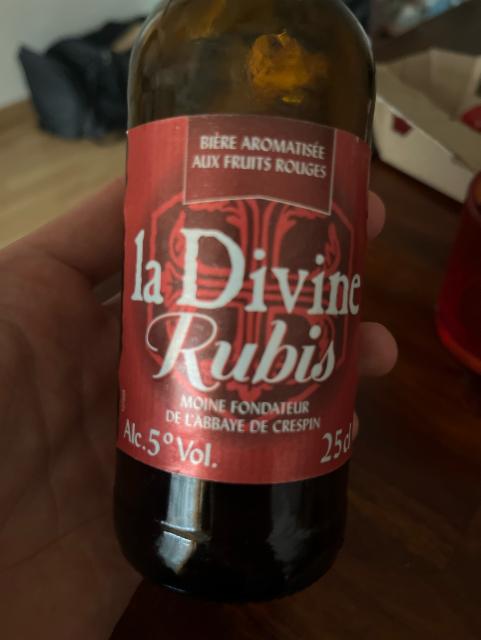 BIÈRE AROMATISÉE
AUX FRUITS ROUGES
la Divine
Rubis
MOINE FONDATEUR
DE L'ABBAYE DE CRESPIN
Alc.5° Vol.
25cl